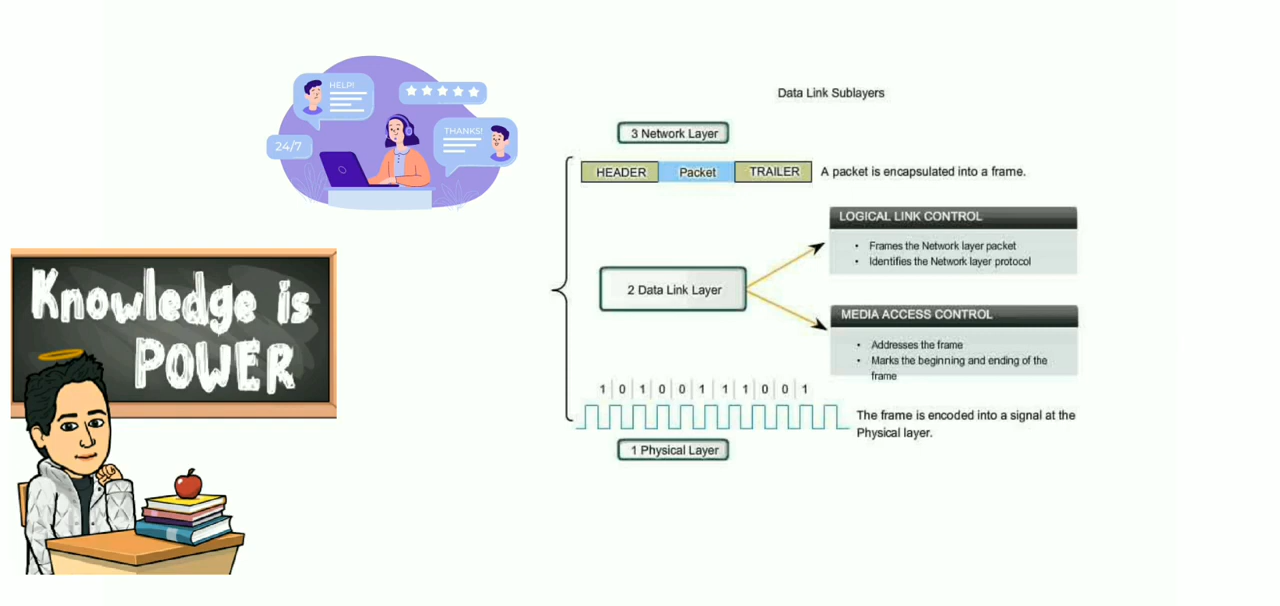 HELP!
24/7
THANKS!
Knowledge is
POWER
Data Link Sublayers
3 Network Layer
HEADER Packet TRAILER A packet is encapsulated into a frame.
LOGICAL LINK CONTROL
• Frames the Network layer packet
• Identifies the Network layer protocol
2 Data Link Layer
MEDIA ACCESS CONTROL
• Addresses the frame
• Marks the beginning and ending of the
frame
1 0 1 0 0 1 1 1 0 0 1
The frame is encoded into a signal at the
Physical layer.
1 Physical Layer